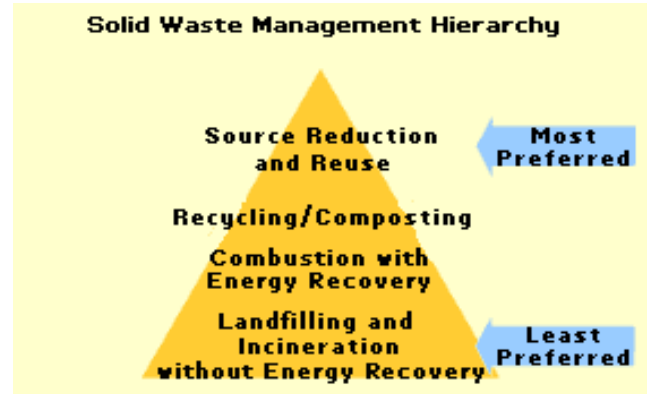 Solid Waste Management Hierarchy
Source Reduction
and Reuse
Most
Preferred
Recycling/Composting
Combustion with
Energy Recovery
Landfilling and
Incineration
without Energy Recovery
Least
Preferred